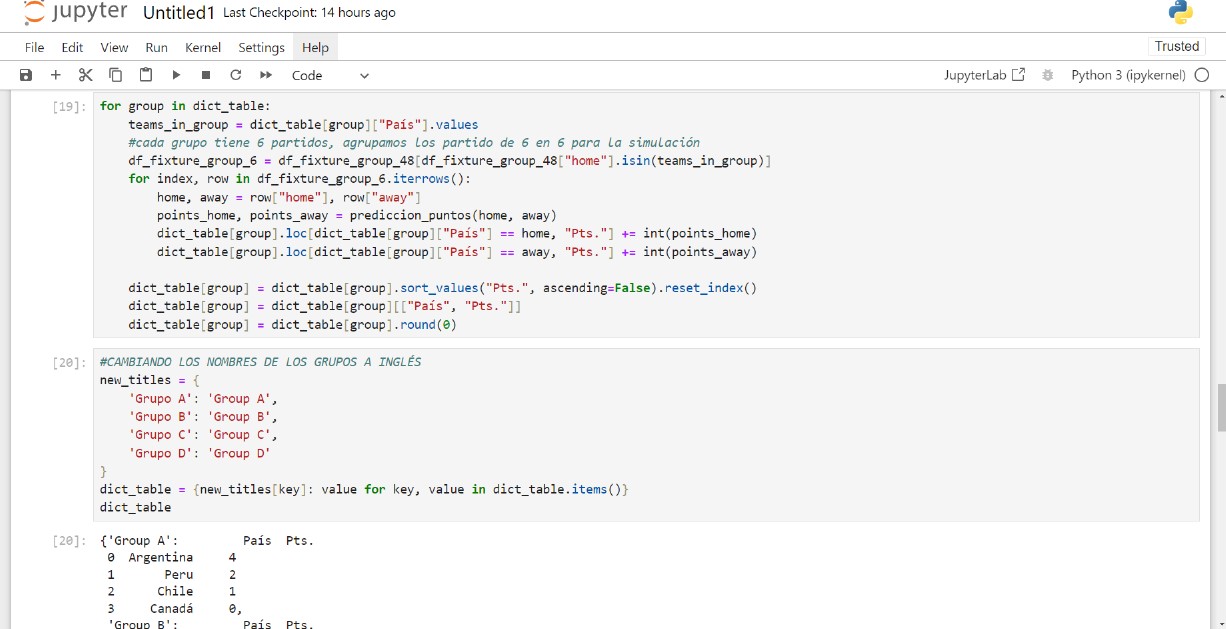 jupyter Untitled1 Last Checkpoint: 14 hours ago
File Edit View Run Kernel Settings Help Trusted
Code JupyterLab Python 3 (ipykernel)
[19]: for group in dict_table:
    teams_in_group = dict_table[group]["País"].values
    #cada grupo tiene 6 partidos, agrupamos los partido de 6 en 6 para la simulación
    df_fixture_group_6 = df_fixture_group_48[df_fixture_group_48["home"].isin(teams_in_group)]
    for index, row in df_fixture_group_6.iterrows():
        home, away = row["home"], row["away"]
        points_home, points_away = prediccion_puntos(home, away)
        dict_table[group].loc[dict_table[group]["País"] == home, "Pts."] += int(points_home)
        dict_table[group].loc[dict_table[group]["País"] == away, "Pts."] += int(points_away)
    dict_table[group] = dict_table[group].sort_values("Pts.", ascending=False).reset_index()
    dict_table[group] = dict_table[group][["País", "Pts."]]
    dict_table[group] = dict_table[group].round(0)
[20]: #CAMBIANDO LOS NOMBRES DE LOS GRUPOS A INGLÉS
new_titles = {
    'Grupo A': 'Group A',
    'Grupo B': 'Group B',
    'Grupo C': 'Group C',
    'Grupo D': 'Group D'
}
dict_table = {new_titles[key]: value for key, value in dict_table.items()}
dict_table
[20]: {'Group A':         País  Pts.
 0  Argentina     4
 1       Peru     2
 2      Chile     1
 3     Canadá     0,
 'Group B':         País  Pts.